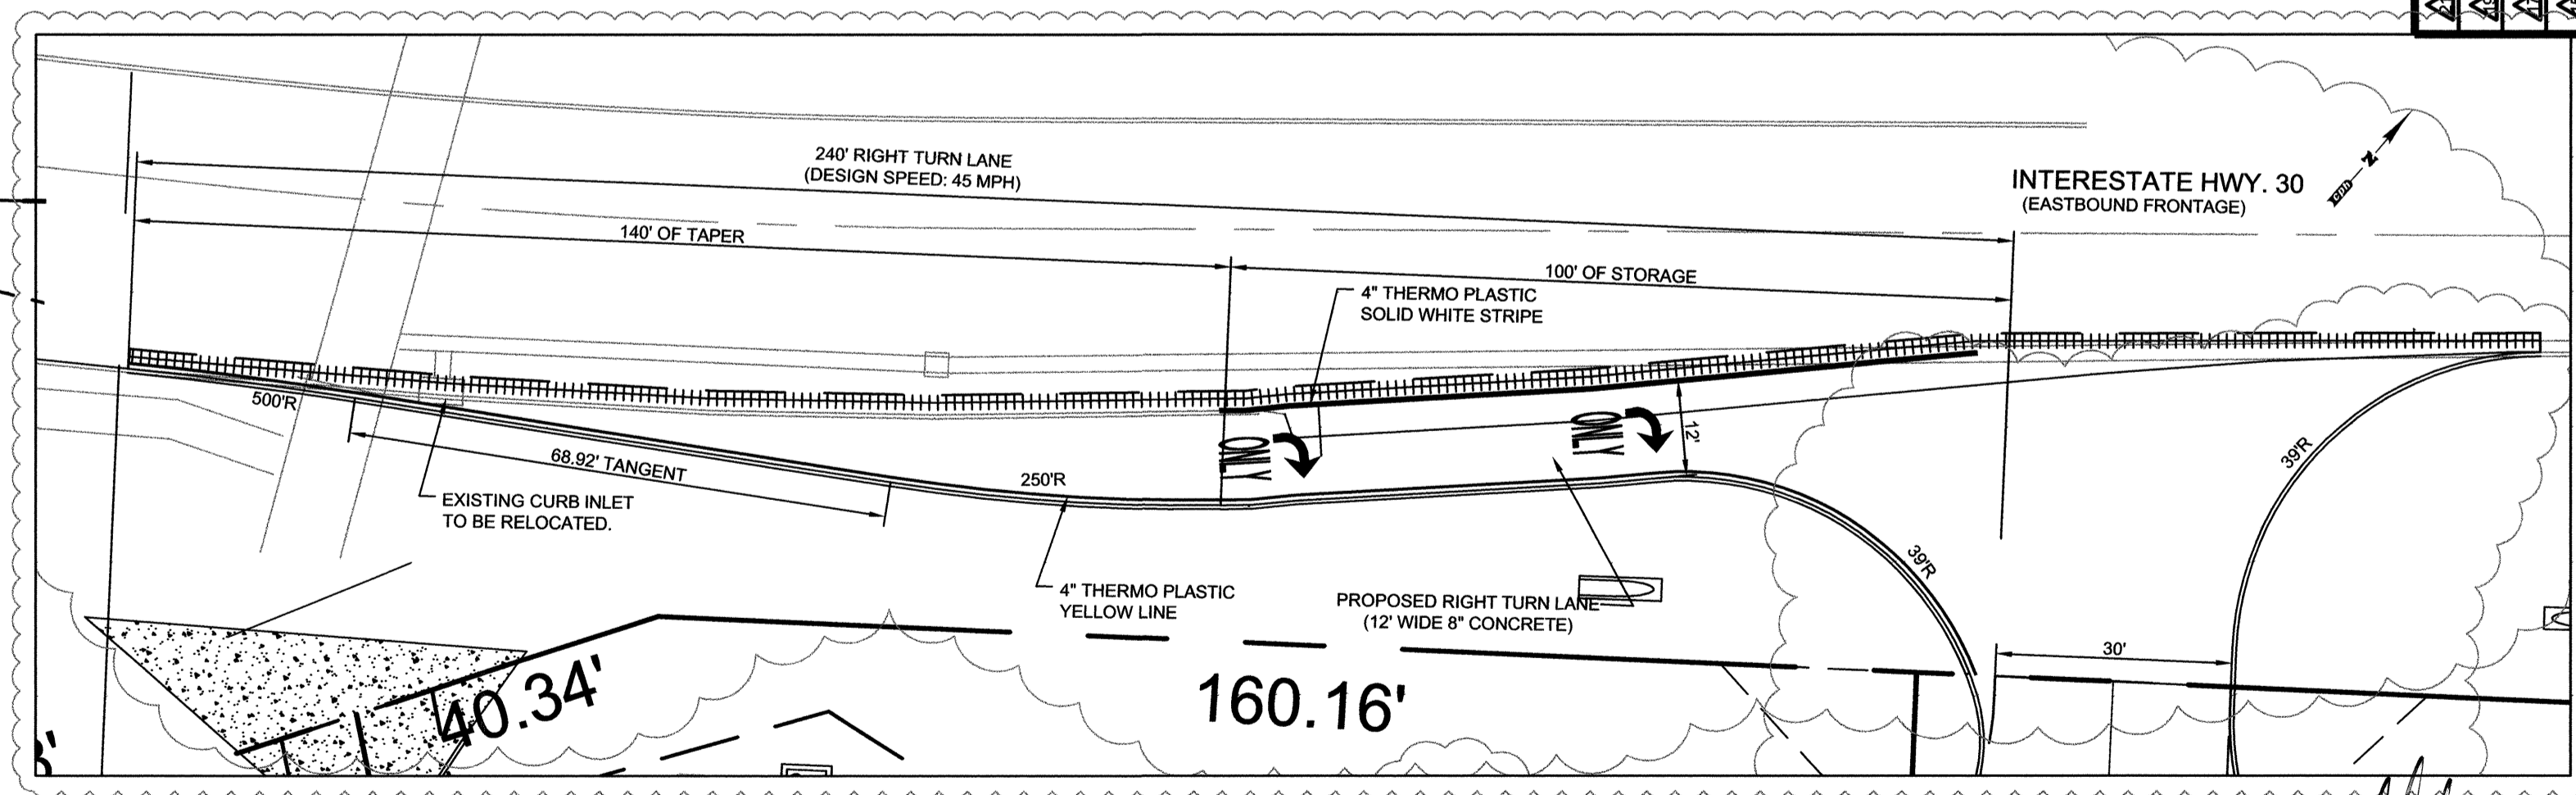 240' RIGHT TURN LANE
(DESIGN SPEED: 45 MPH)
INTERESTATE HWY. 30
(EASTBOUND FRONTAGE)
N
cph
140' OF TAPER
100' OF STORAGE
4" THERMO PLASTIC
SOLID WHITE STRIPE
500'R
68.92' TANGENT
250'R
ONLY
ONLY
12'
39'R
39'R
EXISTING CURB INLET
TO BE RELOCATED.
4" THERMO PLASTIC
YELLOW LINE
PROPOSED RIGHT TURN LANE
(12' WIDE 8" CONCRETE)
30'
40.34'
160.16'